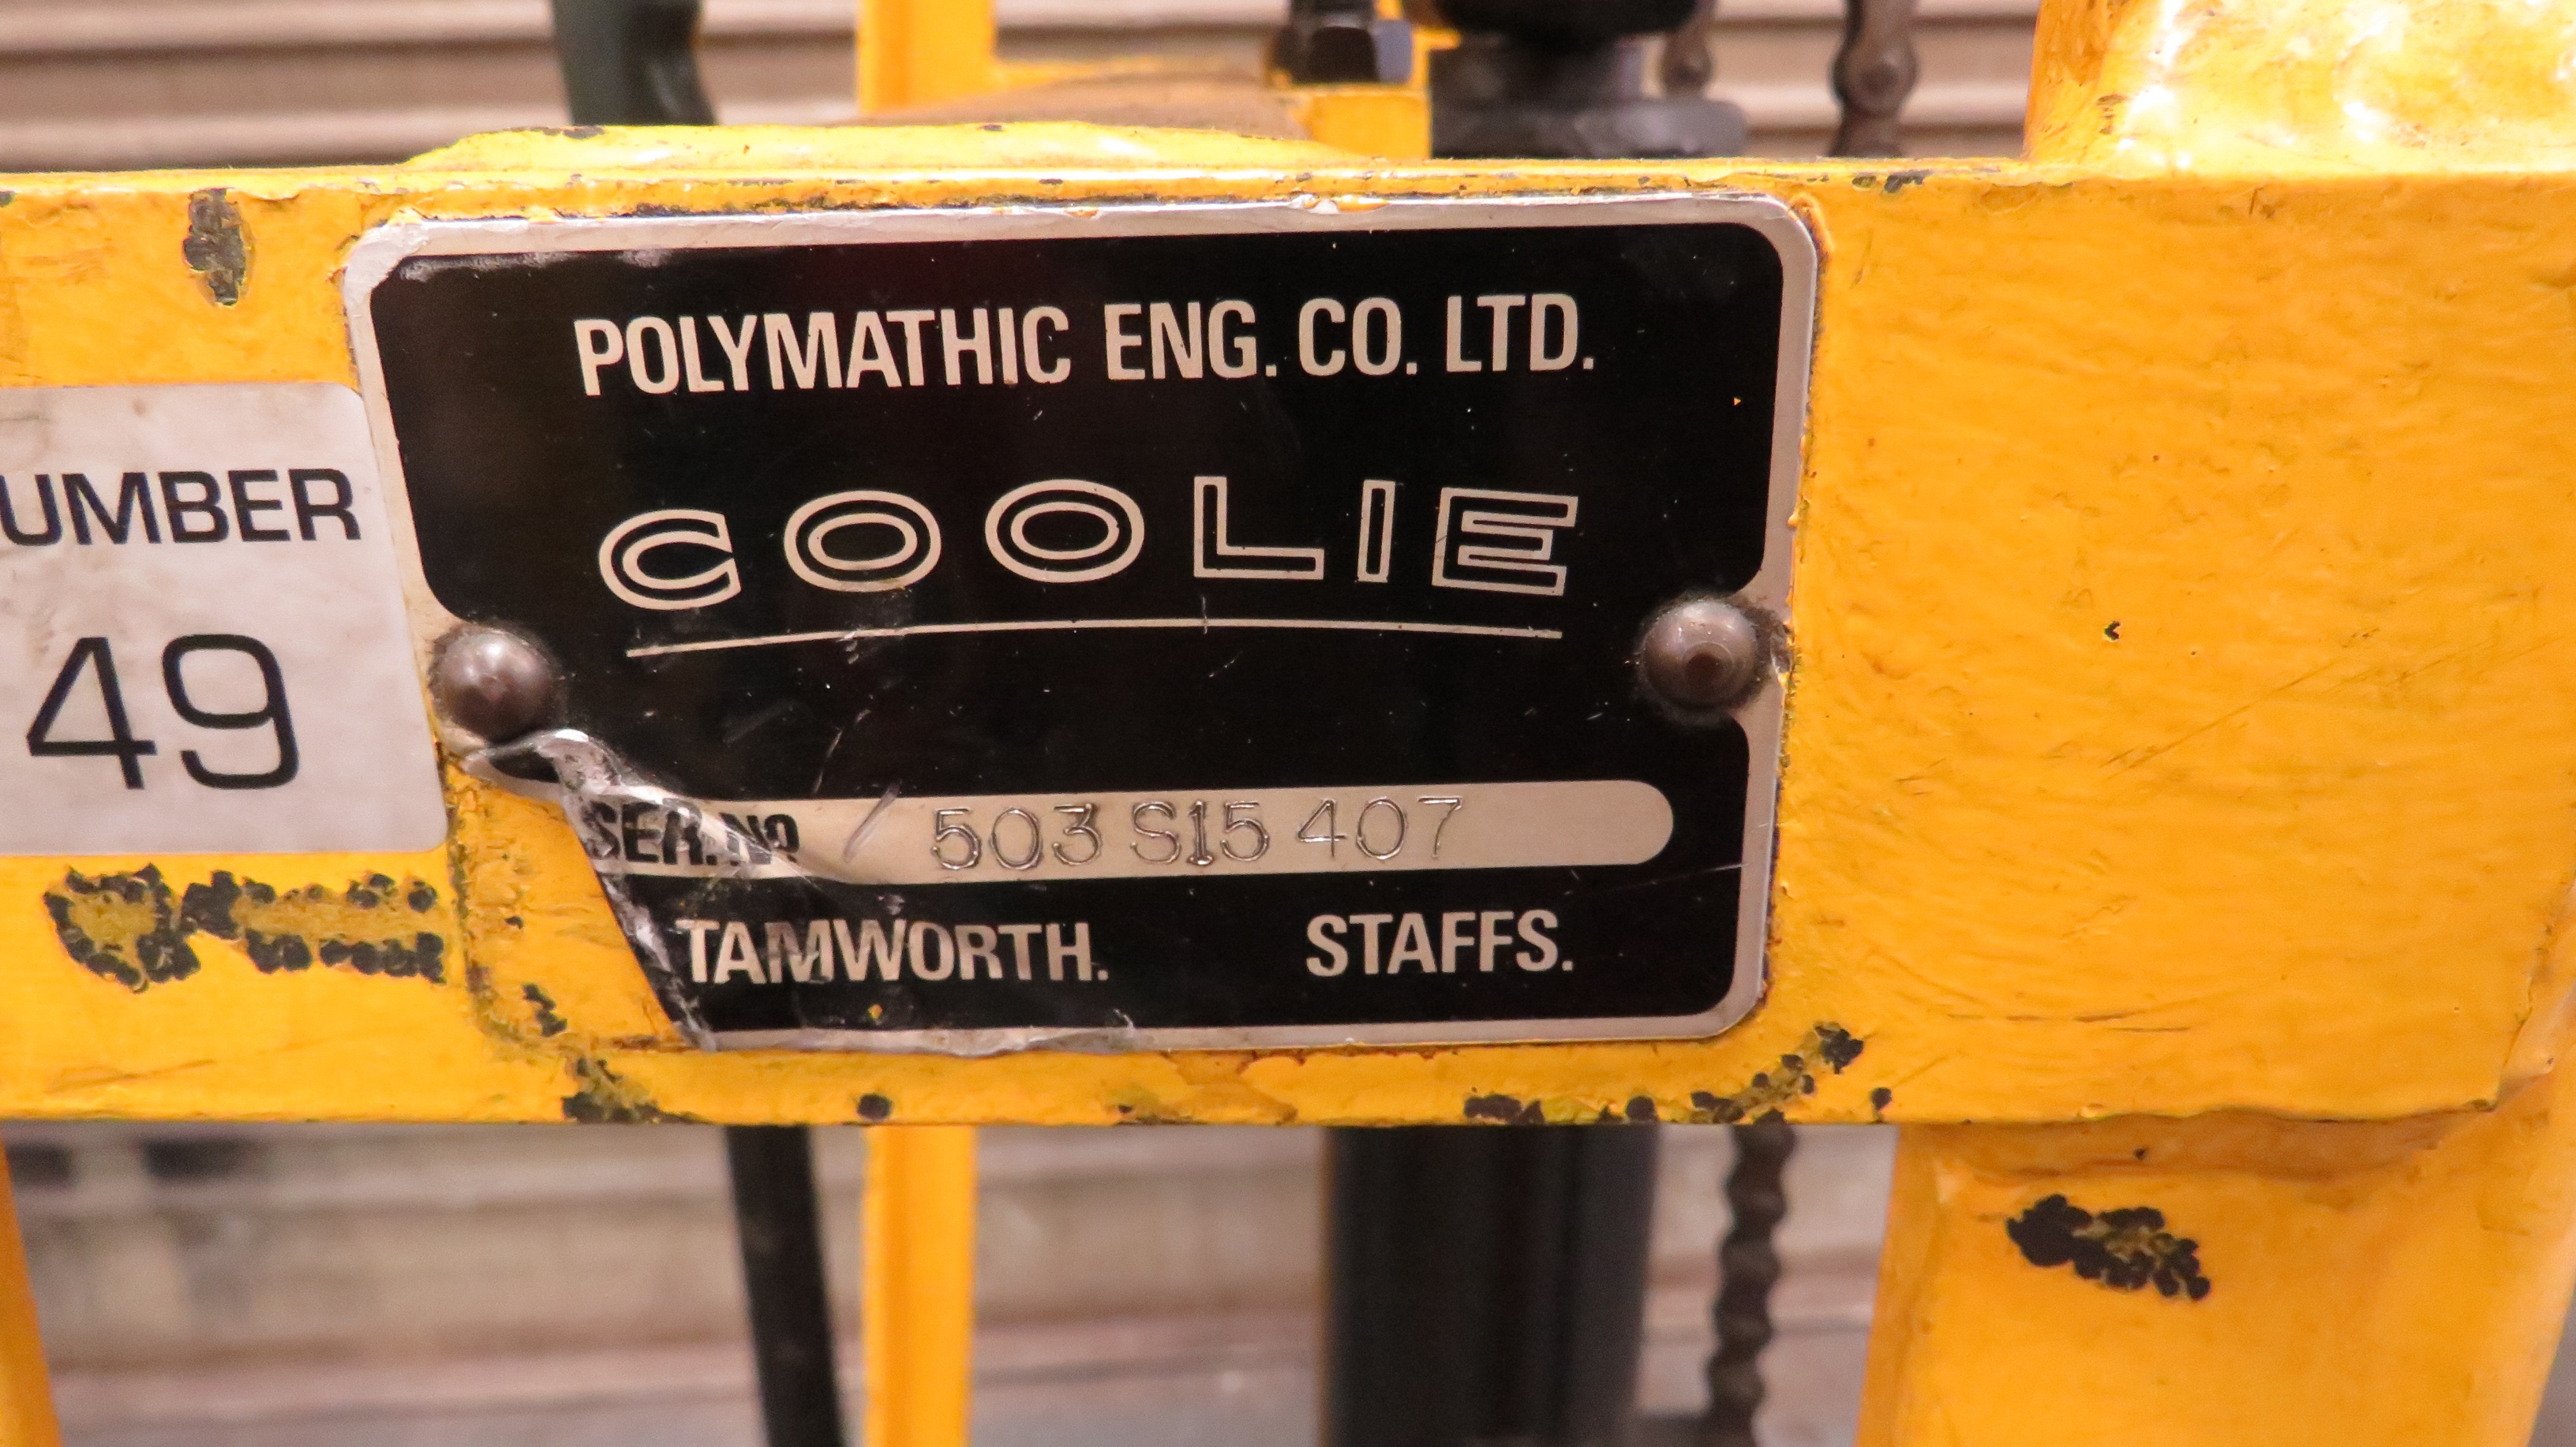 POLYMATHIC ENG. CO. LTD.
COOLIE
SER. Nº 503 S15 407
TAMWORTH. STAFFS.
UMBER
49